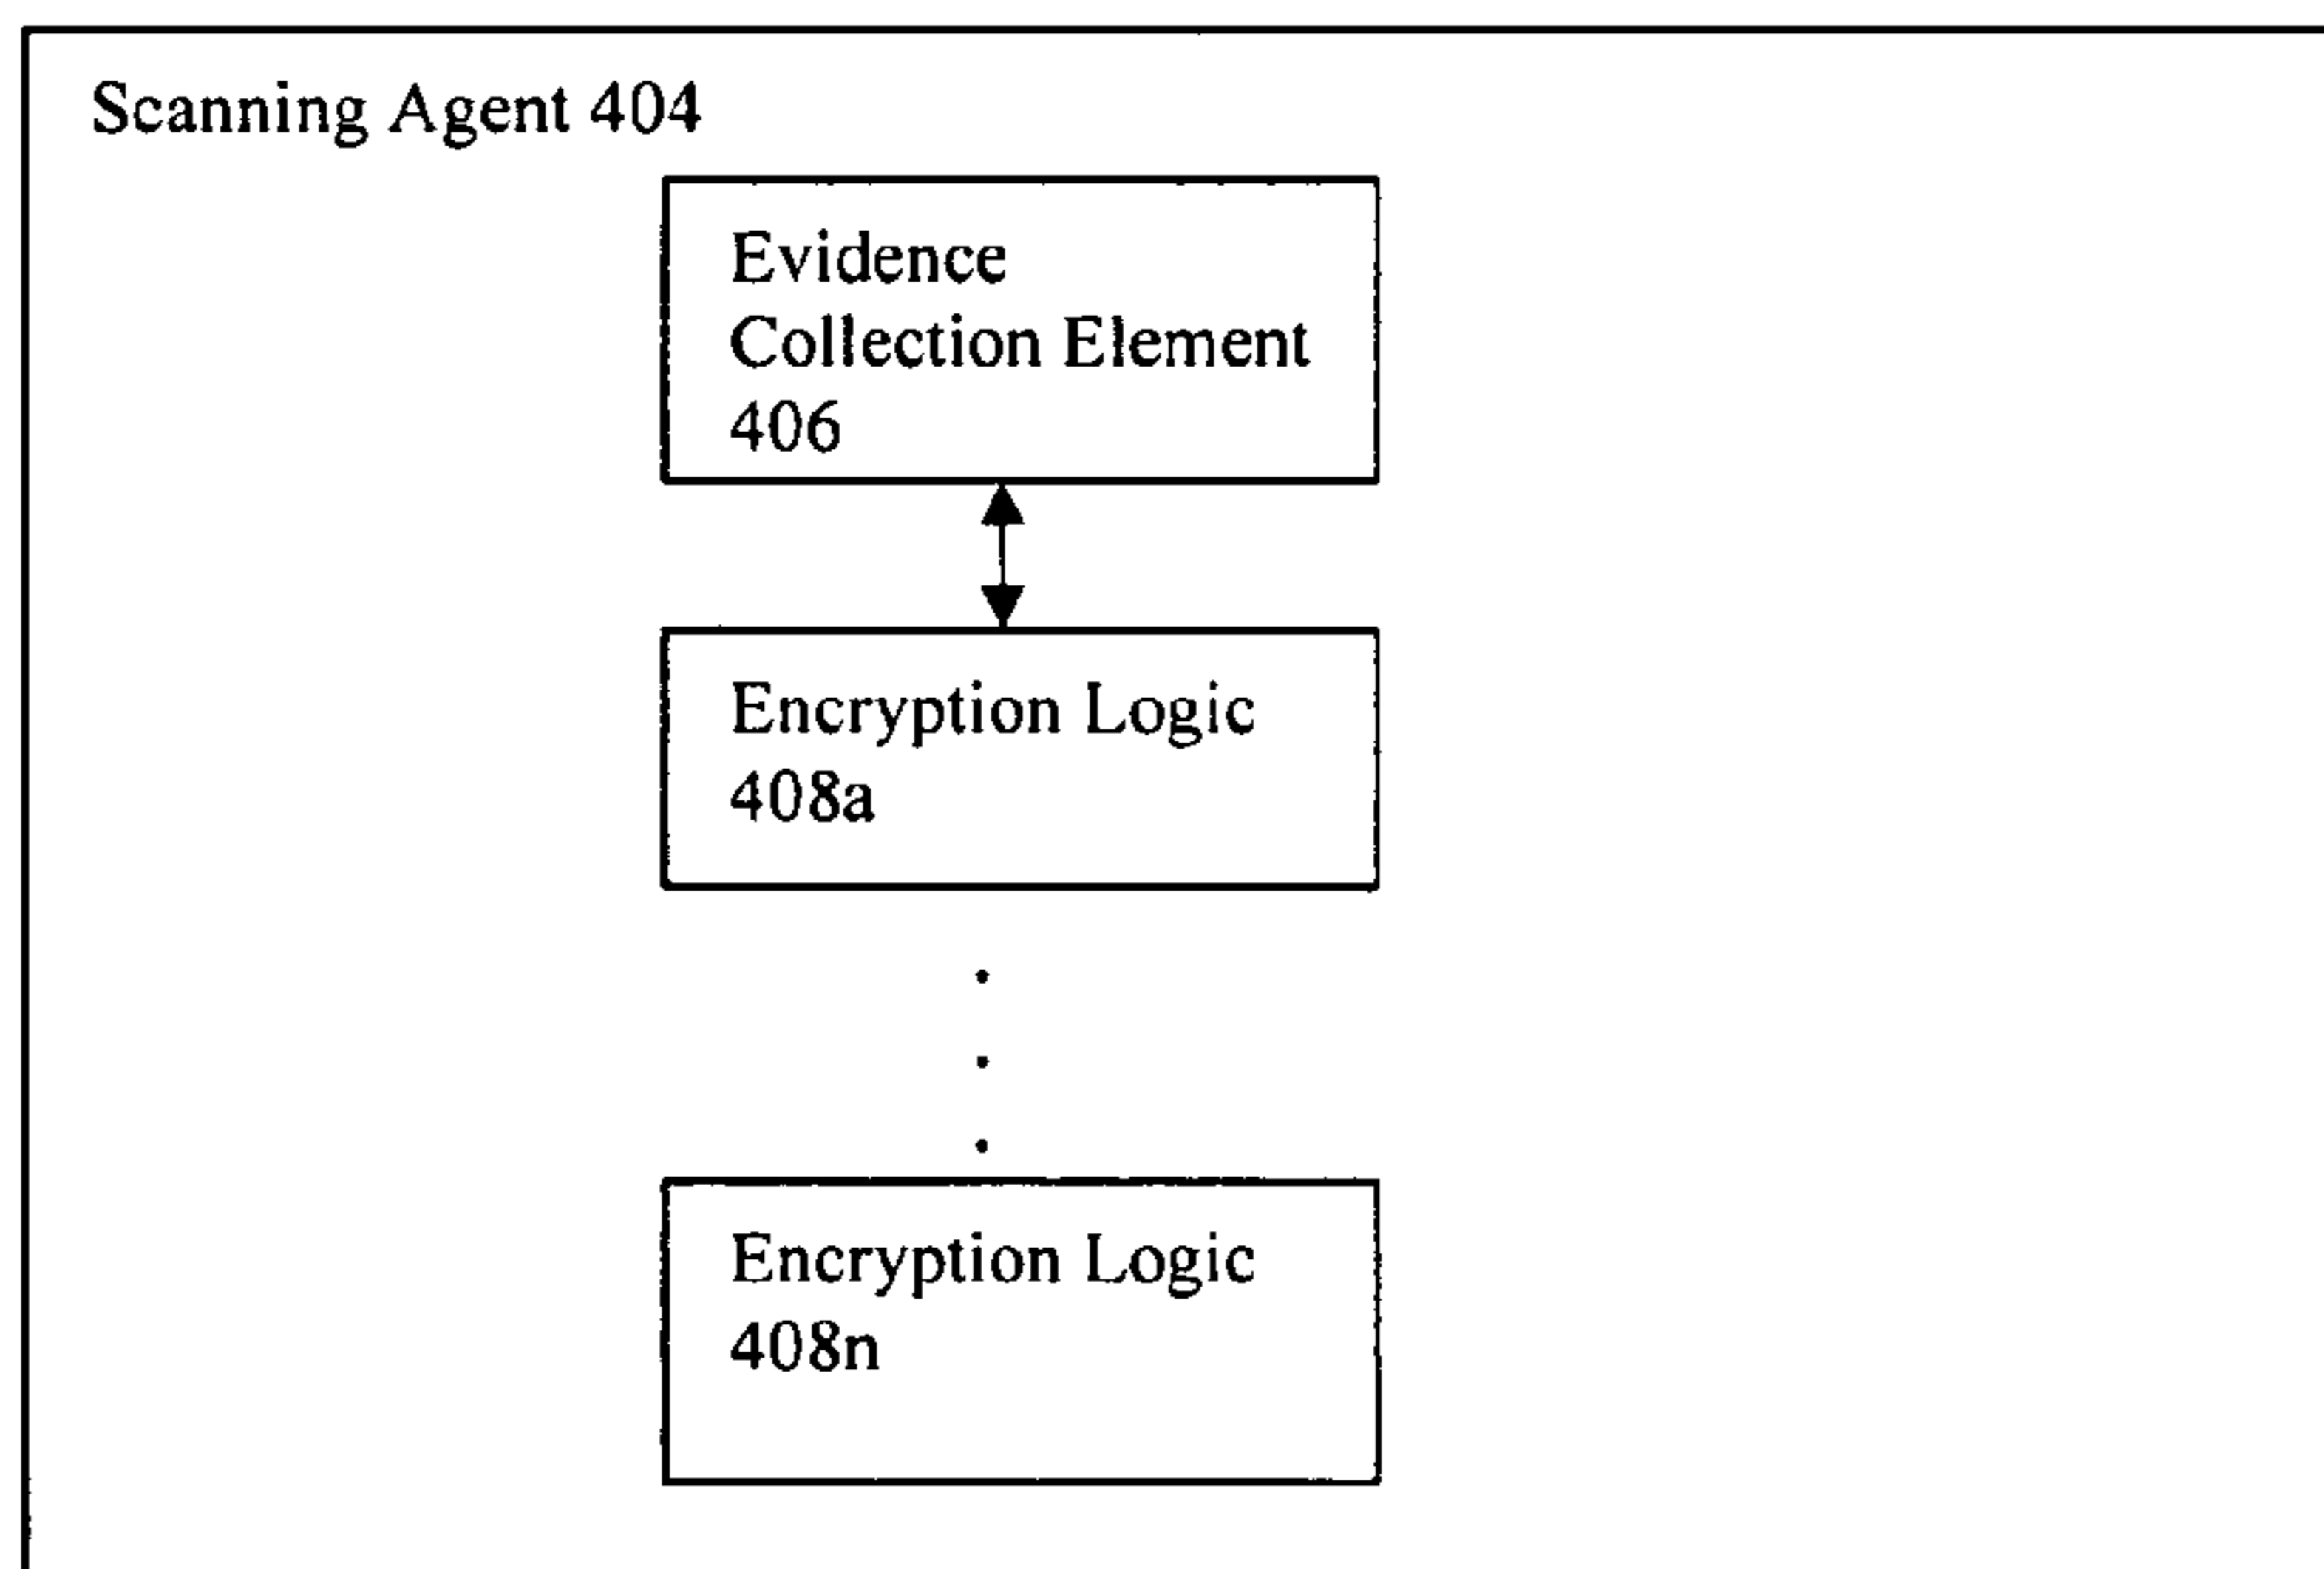 Scanning Agent 404
Evidence
Collection Element
406
Encryption Logic
408a
Encryption Logic
408n